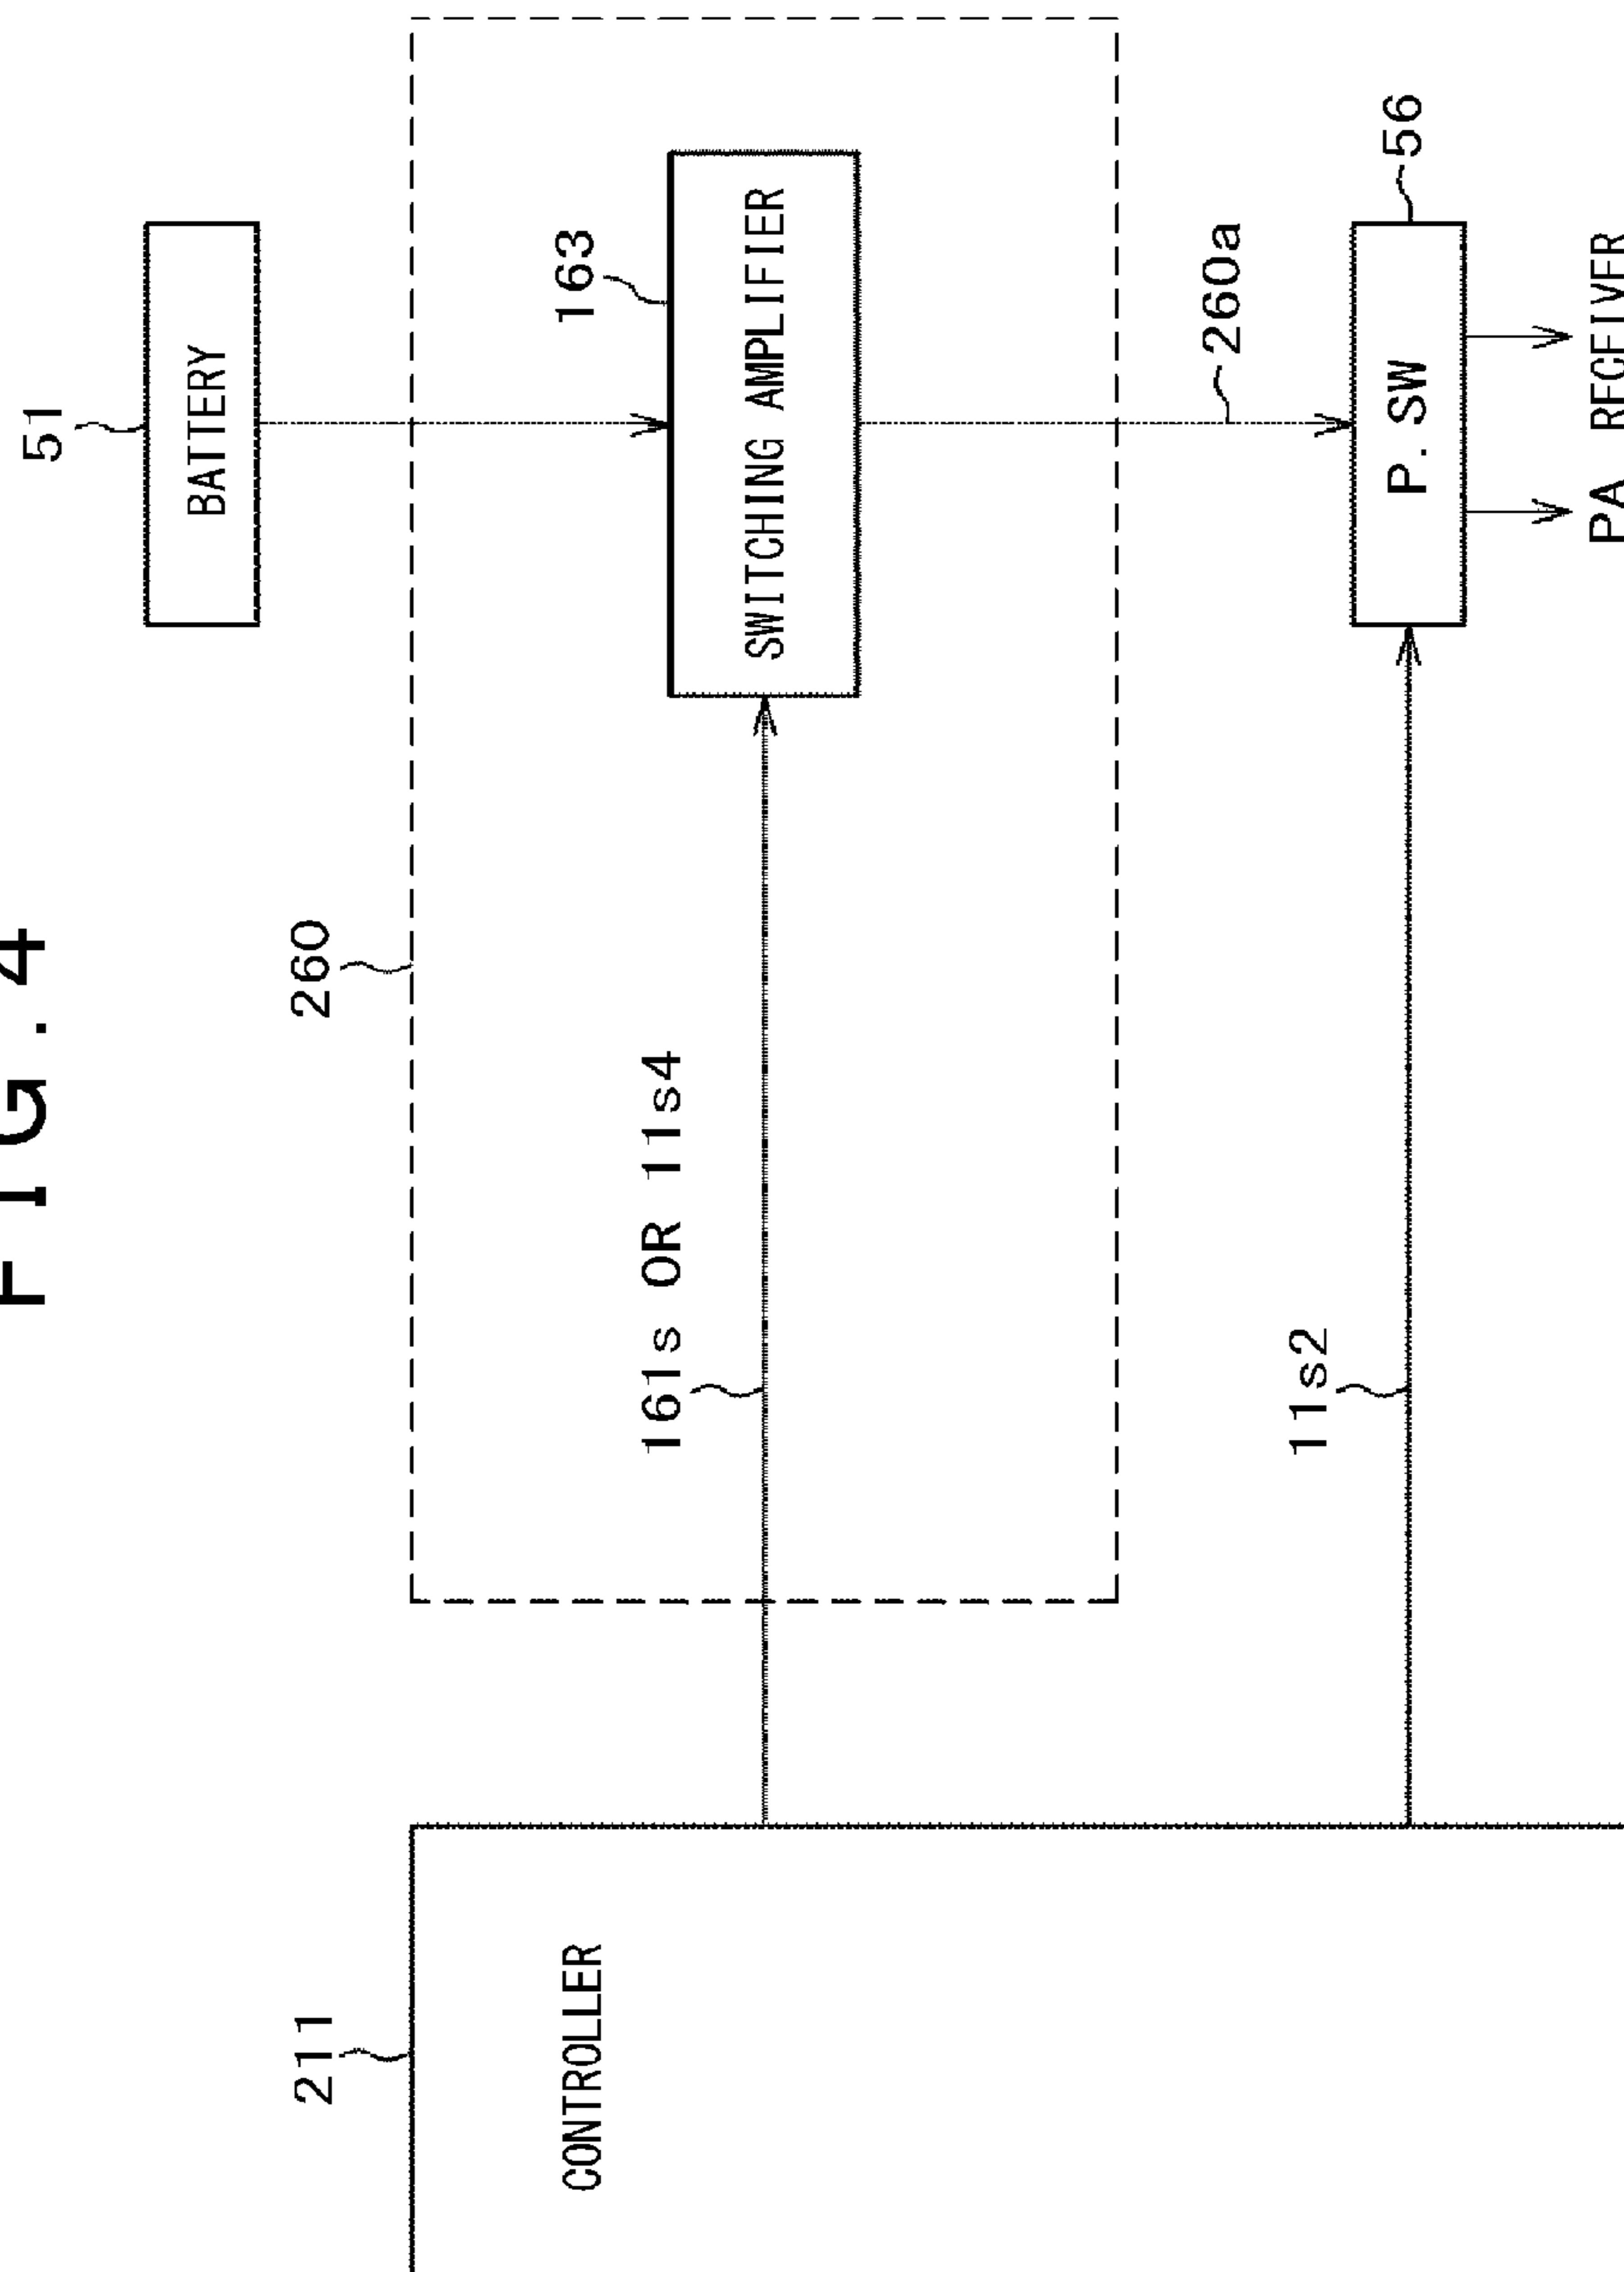 FIG.4
51
BATTERY
260
163
SWITCHING AMPLIFIER
161s OR 11s4
260a
211
CONTROLLER
11s2
56
P.SW
PA RECEIVER